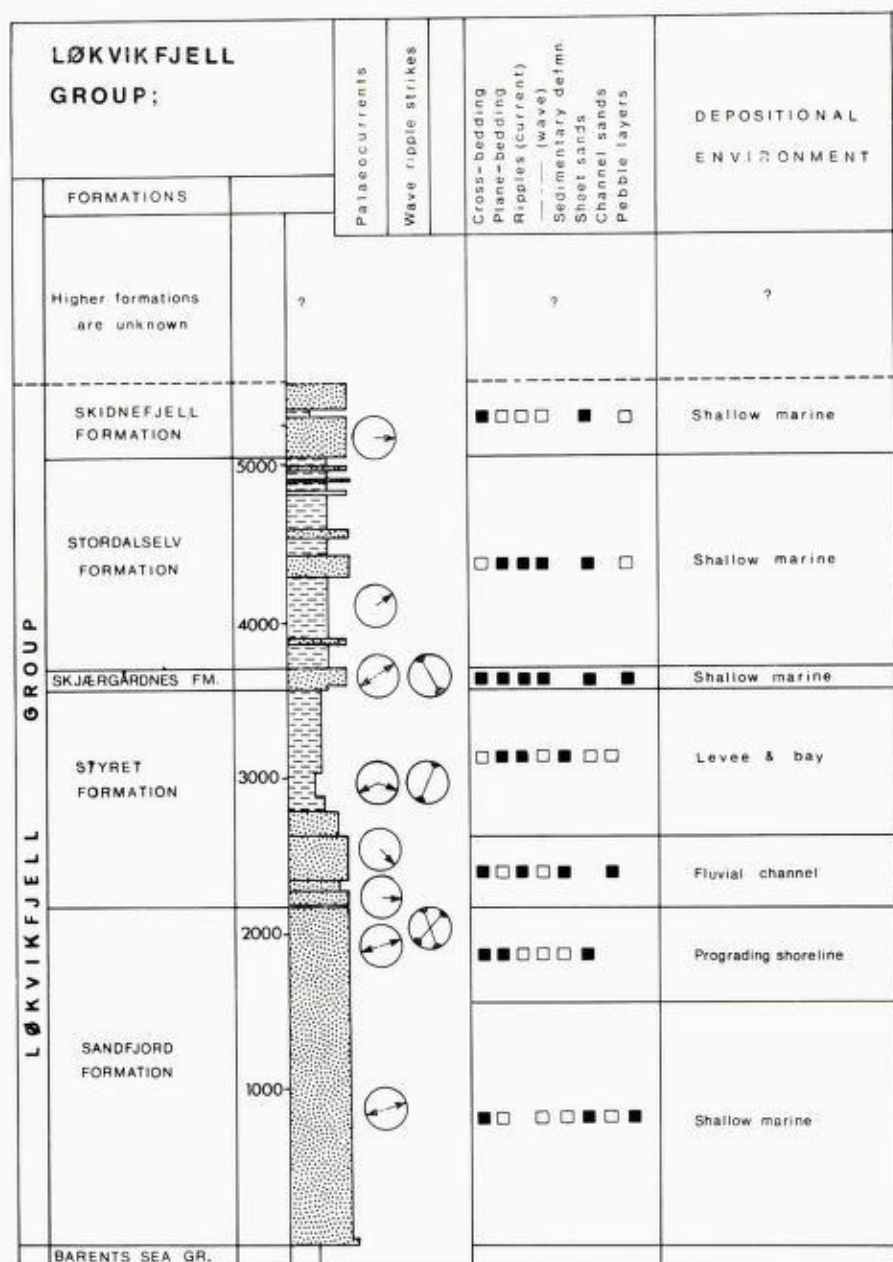 LØKVIKFJELL
GROUP;
Palaeocurrents
Wave ripple strikes
Cross-bedding
Plane-bedding
Ripples (current)
—·— (wave)
Sedimentary defmn.
Sheet sands
Channel sands
Pebble layers
DEPOSITIONAL
ENVIRONMENT
FORMATIONS
Higher formations
are unknown
?
?
?
SKIDNEFJELL
FORMATION
Shallow marine
5000
STORDALSELV
FORMATION
Shallow marine
4000
SKJÆRGÅRDNES FM.
Shallow marine
STYRET
FORMATION
3000
Levee & bay
Fluvial channel
2000
Prograding shoreline
SANDFJORD
FORMATION
1000
Shallow marine
BARENTS SEA GR.
LØKVIKFJELL GROUP